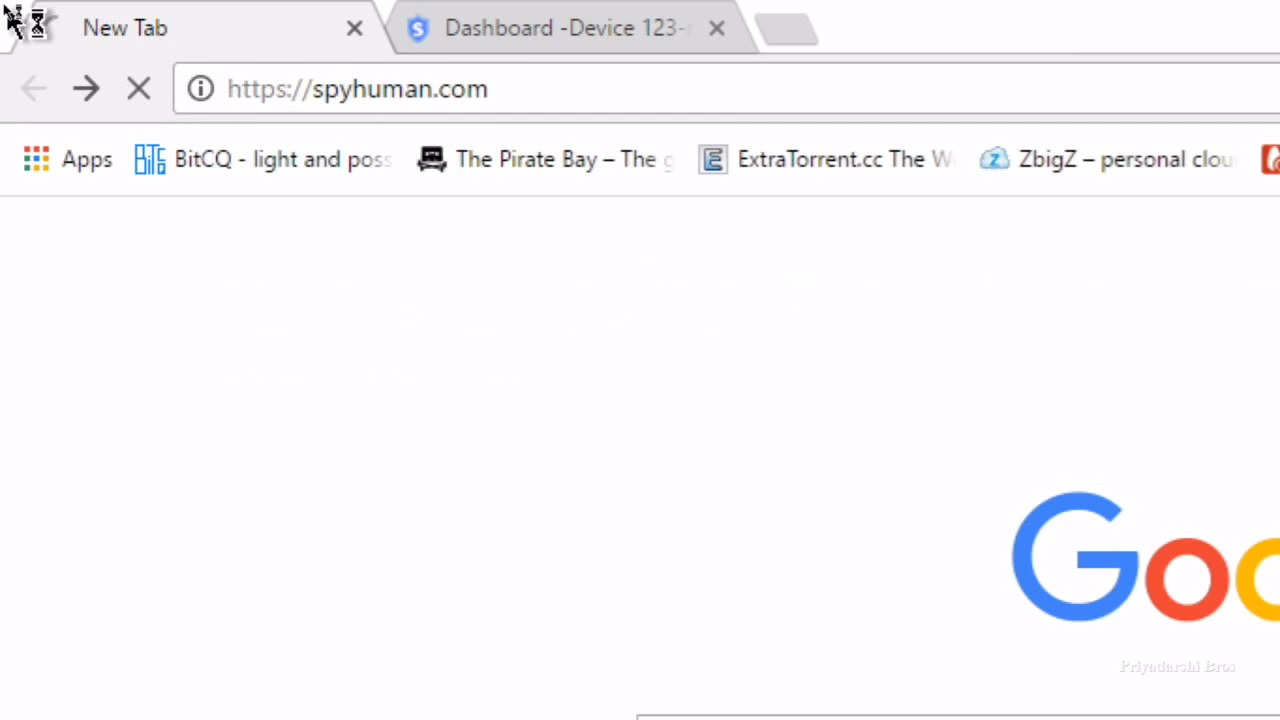 New Tab
Dashboard -Device 123-
https://spyhuman.com
Apps
BitCQ - light and poss
The Pirate Bay – The g
ExtraTorrent.cc The W
ZbigZ – personal clou
Goo
Priyadarshi Bros